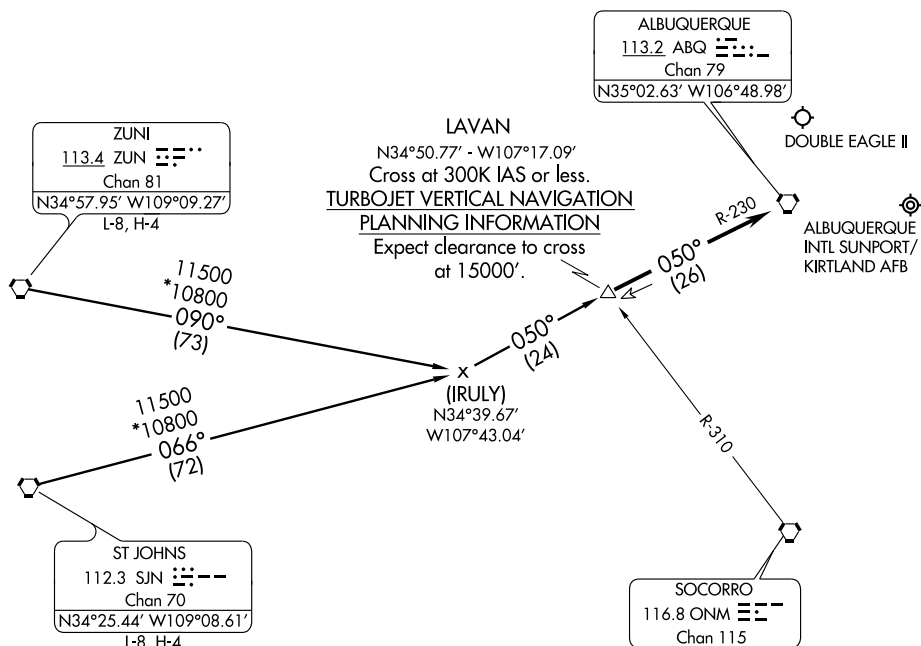 ALBUQUERQUE
113.2 ABQ
Chan 79
N35°02.63' W106°48.98'
DOUBLE EAGLE II
ZUNI
113.4 ZUN
Chan 81
N34°57.95' W109°09.27'
L-8, H-4
LAVAN
N34°50.77' - W107°17.09'
Cross at 300K IAS or less.
TURBOJET VERTICAL NAVIGATION
PLANNING INFORMATION
Expect clearance to cross
at 15000'.
R-230
ALBUQUERQUE
INTL SUNPORT/
KIRTLAND AFB
050°
(26)
11500
*10800
090°
(73)
050°
(24)
x
(IRULY)
N34°39.67'
W107°43.04'
11500
*10800
066°
(72)
R-310
ST JOHNS
112.3 SJN
Chan 70
N34°25.44' W109°08.61'
L-8, H-4
SOCORRO
116.8 ONM
Chan 115